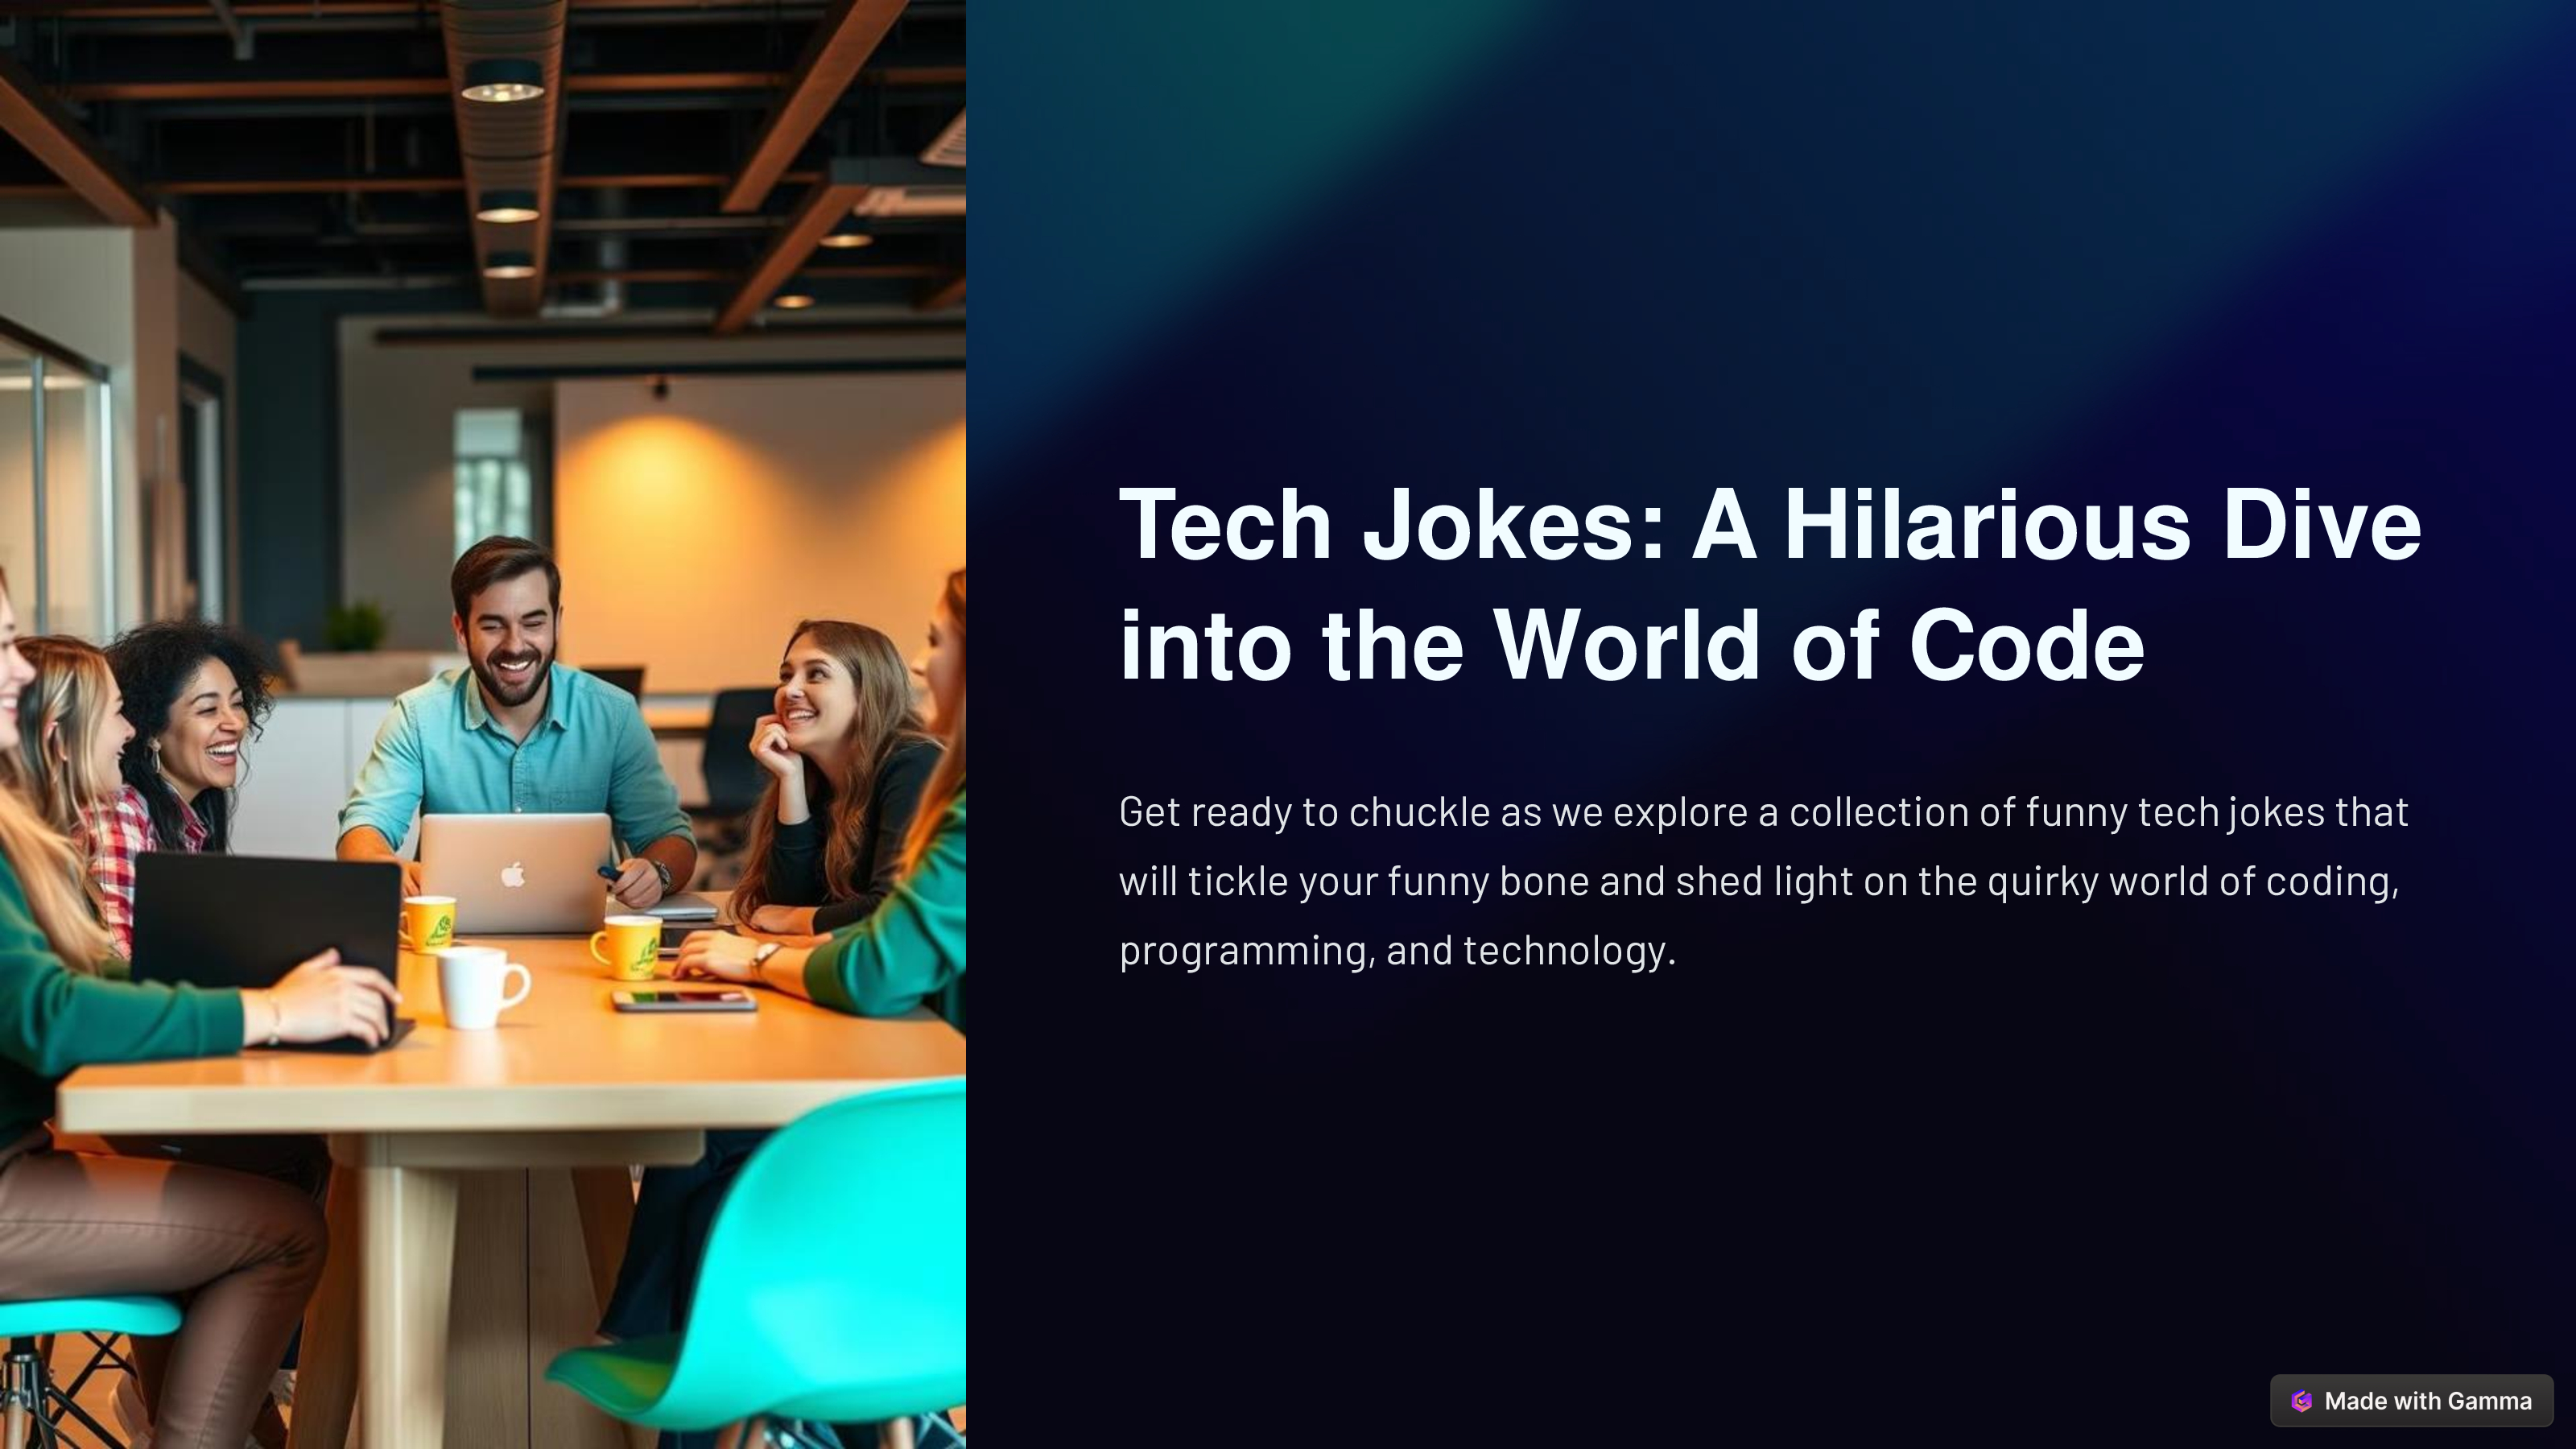 Tech Jokes: A Hilarious Dive
into the World of Code
Get ready to chuckle as we explore a collection of funny tech jokes that
will tickle your funny bone and shed light on the quirky world of coding,
programming, and technology.
Made with Gamma